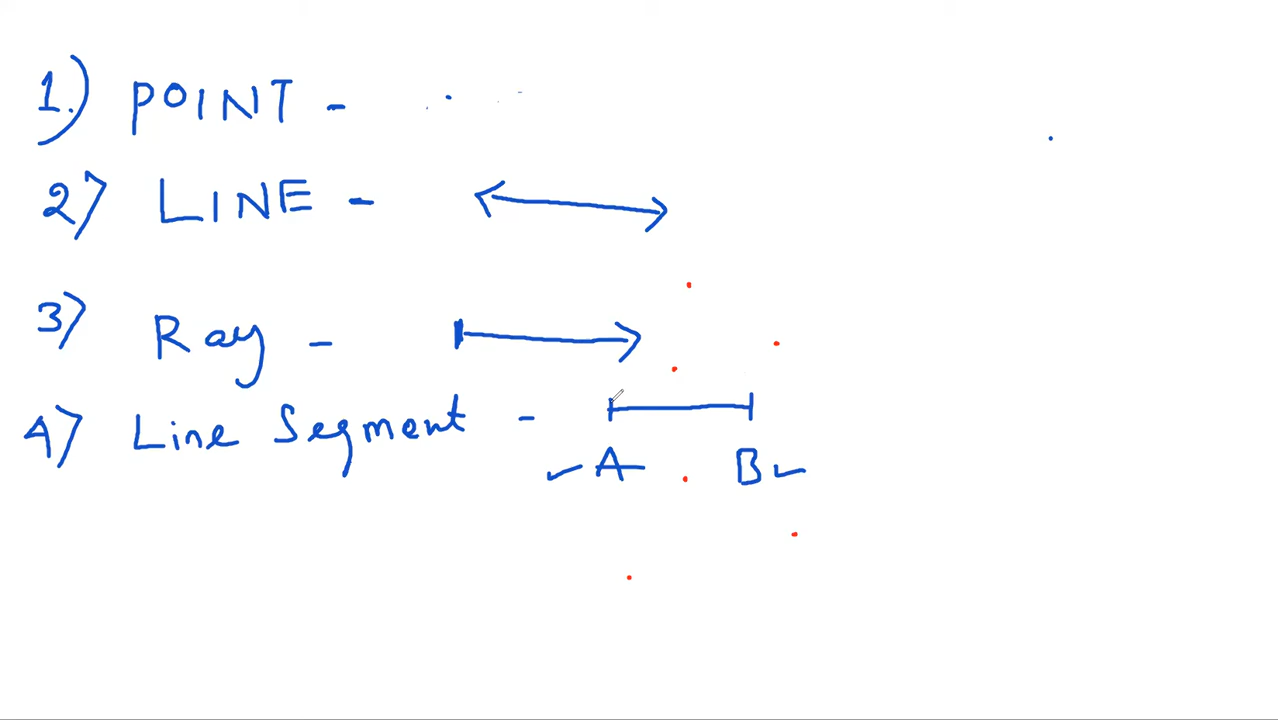 1.) POINT -
2) LINE -
3) Ray -
4) Line Segment -
A B